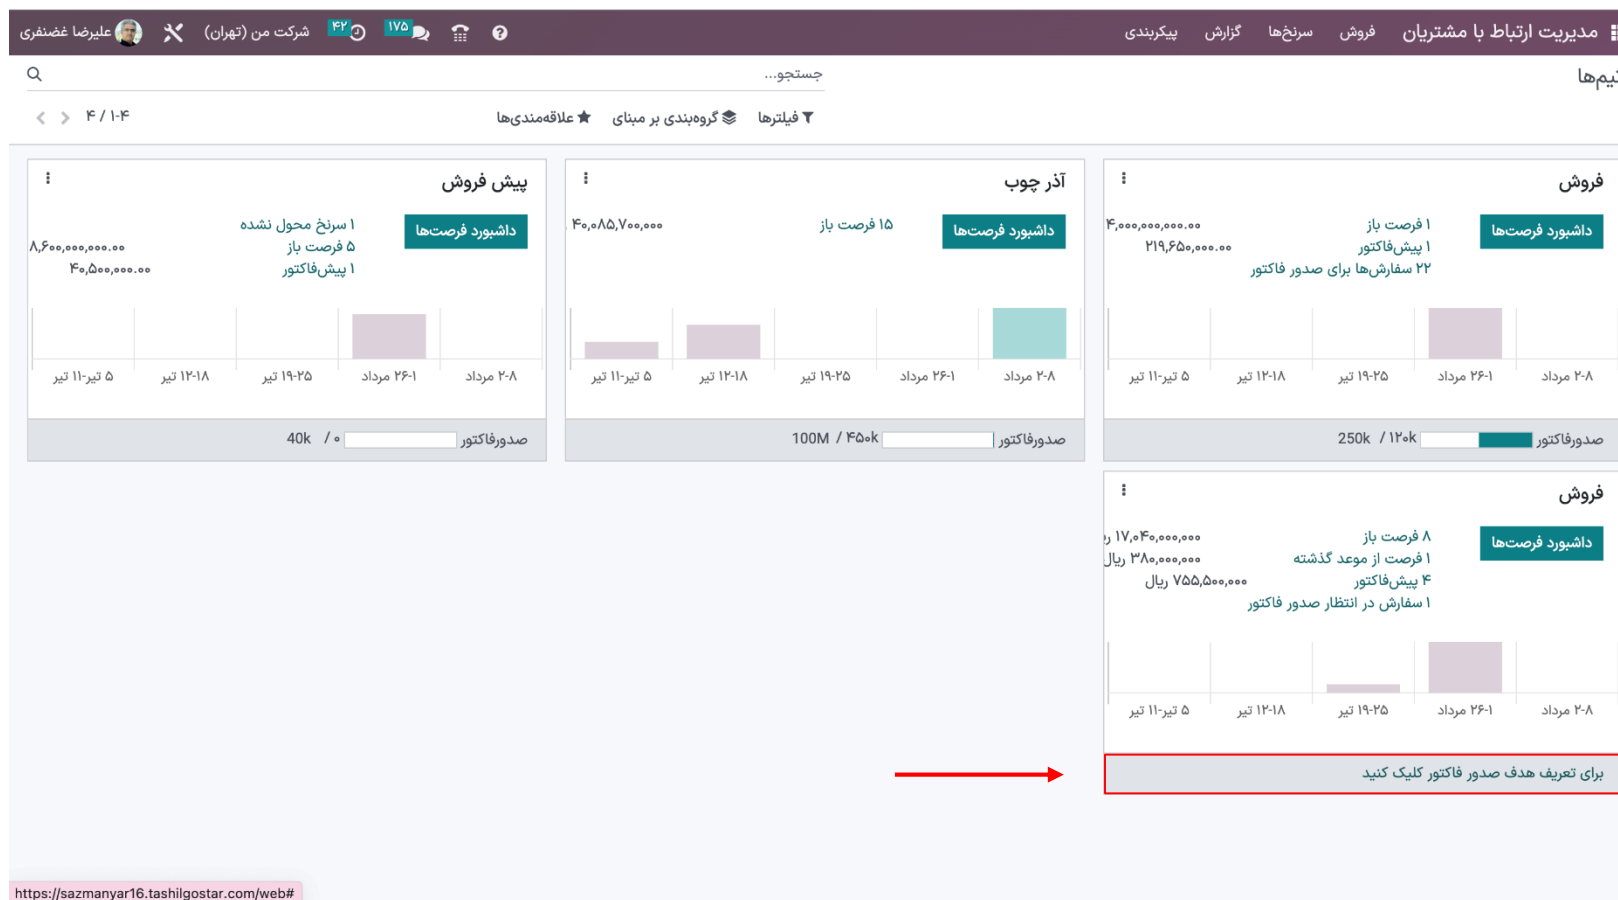 مدیریت ارتباط با مشتریان فروش سرنخ‌ها گزارش پیکربندی
۱۷۵ ۴۲ شرکت من (تهران) علیرضا غضنفری
تیم‌ها
جستجو...
فیلترها گروه‌بندی بر مبنای علاقه‌مندی‌ها
۱-۴ / ۴
فروش
داشبورد فرصت‌ها
۱ فرصت باز ۴,۰۰۰,۰۰۰,۰۰۰.۰۰
۱ پیش‌فاکتور ۲۱۹,۶۵۰,۰۰۰.۰۰
۲۲ سفارش‌ها برای صدور فاکتور
۵ تیر-۱۱ تیر ۱۲-۱۸ تیر ۱۹-۲۵ تیر ۲۶-۱ مرداد ۲-۸ مرداد
صدورفاکتور ۱۲۰k / 250k
آذر چوب
داشبورد فرصت‌ها
۱۵ فرصت باز ۴۰,۰۸۵,۷۰۰,۰۰۰
۵ تیر-۱۱ تیر ۱۲-۱۸ تیر ۱۹-۲۵ تیر ۲۶-۱ مرداد ۲-۸ مرداد
صدورفاکتور ۴۵۰k / 100M
پیش فروش
داشبورد فرصت‌ها
۱ سرنخ محول نشده
۵ فرصت باز ۸,۶۰۰,۰۰۰,۰۰۰.۰۰
۱ پیش‌فاکتور ۴۰,۵۰۰,۰۰۰.۰۰
۵ تیر-۱۱ تیر ۱۲-۱۸ تیر ۱۹-۲۵ تیر ۲۶-۱ مرداد ۲-۸ مرداد
صدورفاکتور ۰ / 40k
فروش
داشبورد فرصت‌ها
۸ فرصت باز ۱۷,۰۴۰,۰۰۰,۰۰۰
۱ فرصت از موعد گذشته ۳۸۰,۰۰۰,۰۰۰ ریال
۴ پیش‌فاکتور ۷۵۵,۵۰۰,۰۰۰ ریال
۱ سفارش در انتظار صدور فاکتور
۵ تیر-۱۱ تیر ۱۲-۱۸ تیر ۱۹-۲۵ تیر ۲۶-۱ مرداد ۲-۸ مرداد
برای تعریف هدف صدور فاکتور کلیک کنید
https://sazmanyar16.tashilgostar.com/web#